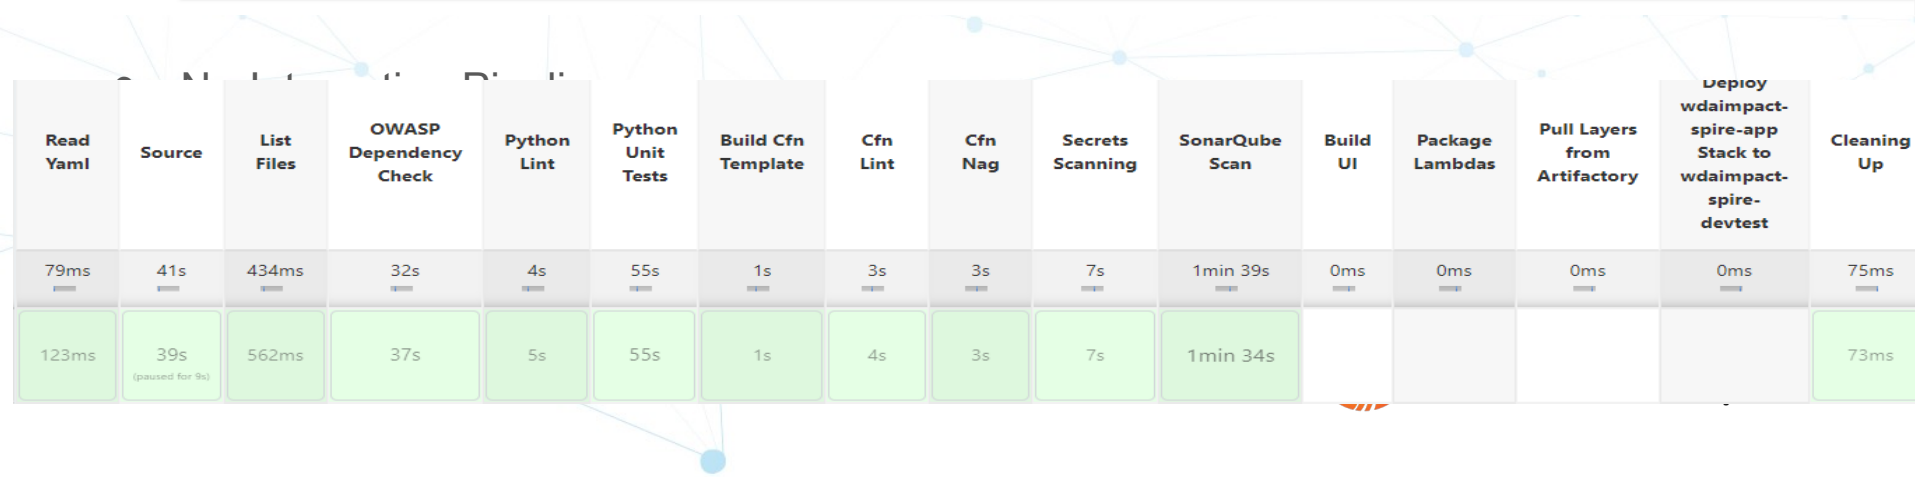 Read
Yaml
Source
List
Files
OWASP
Dependency
Check
Python
Lint
Python
Unit
Tests
Build Cfn
Template
Cfn
Lint
Cfn
Nag
Secrets
Scanning
SonarQube
Scan
Build
UI
Package
Lambdas
Pull Layers
from
Artifactory
Deploy
wdaimpact-
spire-app
Stack to
wdaimpact-
spire-
devtest
Cleaning
Up
79ms 41s 434ms 32s 4s 55s 1s 3s 3s 7s 1min 39s 0ms 0ms 0ms 0ms 75ms
123ms 39s 562ms 37s 5s 55s 1s 4s 3s 7s 1min 34s 73ms
(paused for 9s)